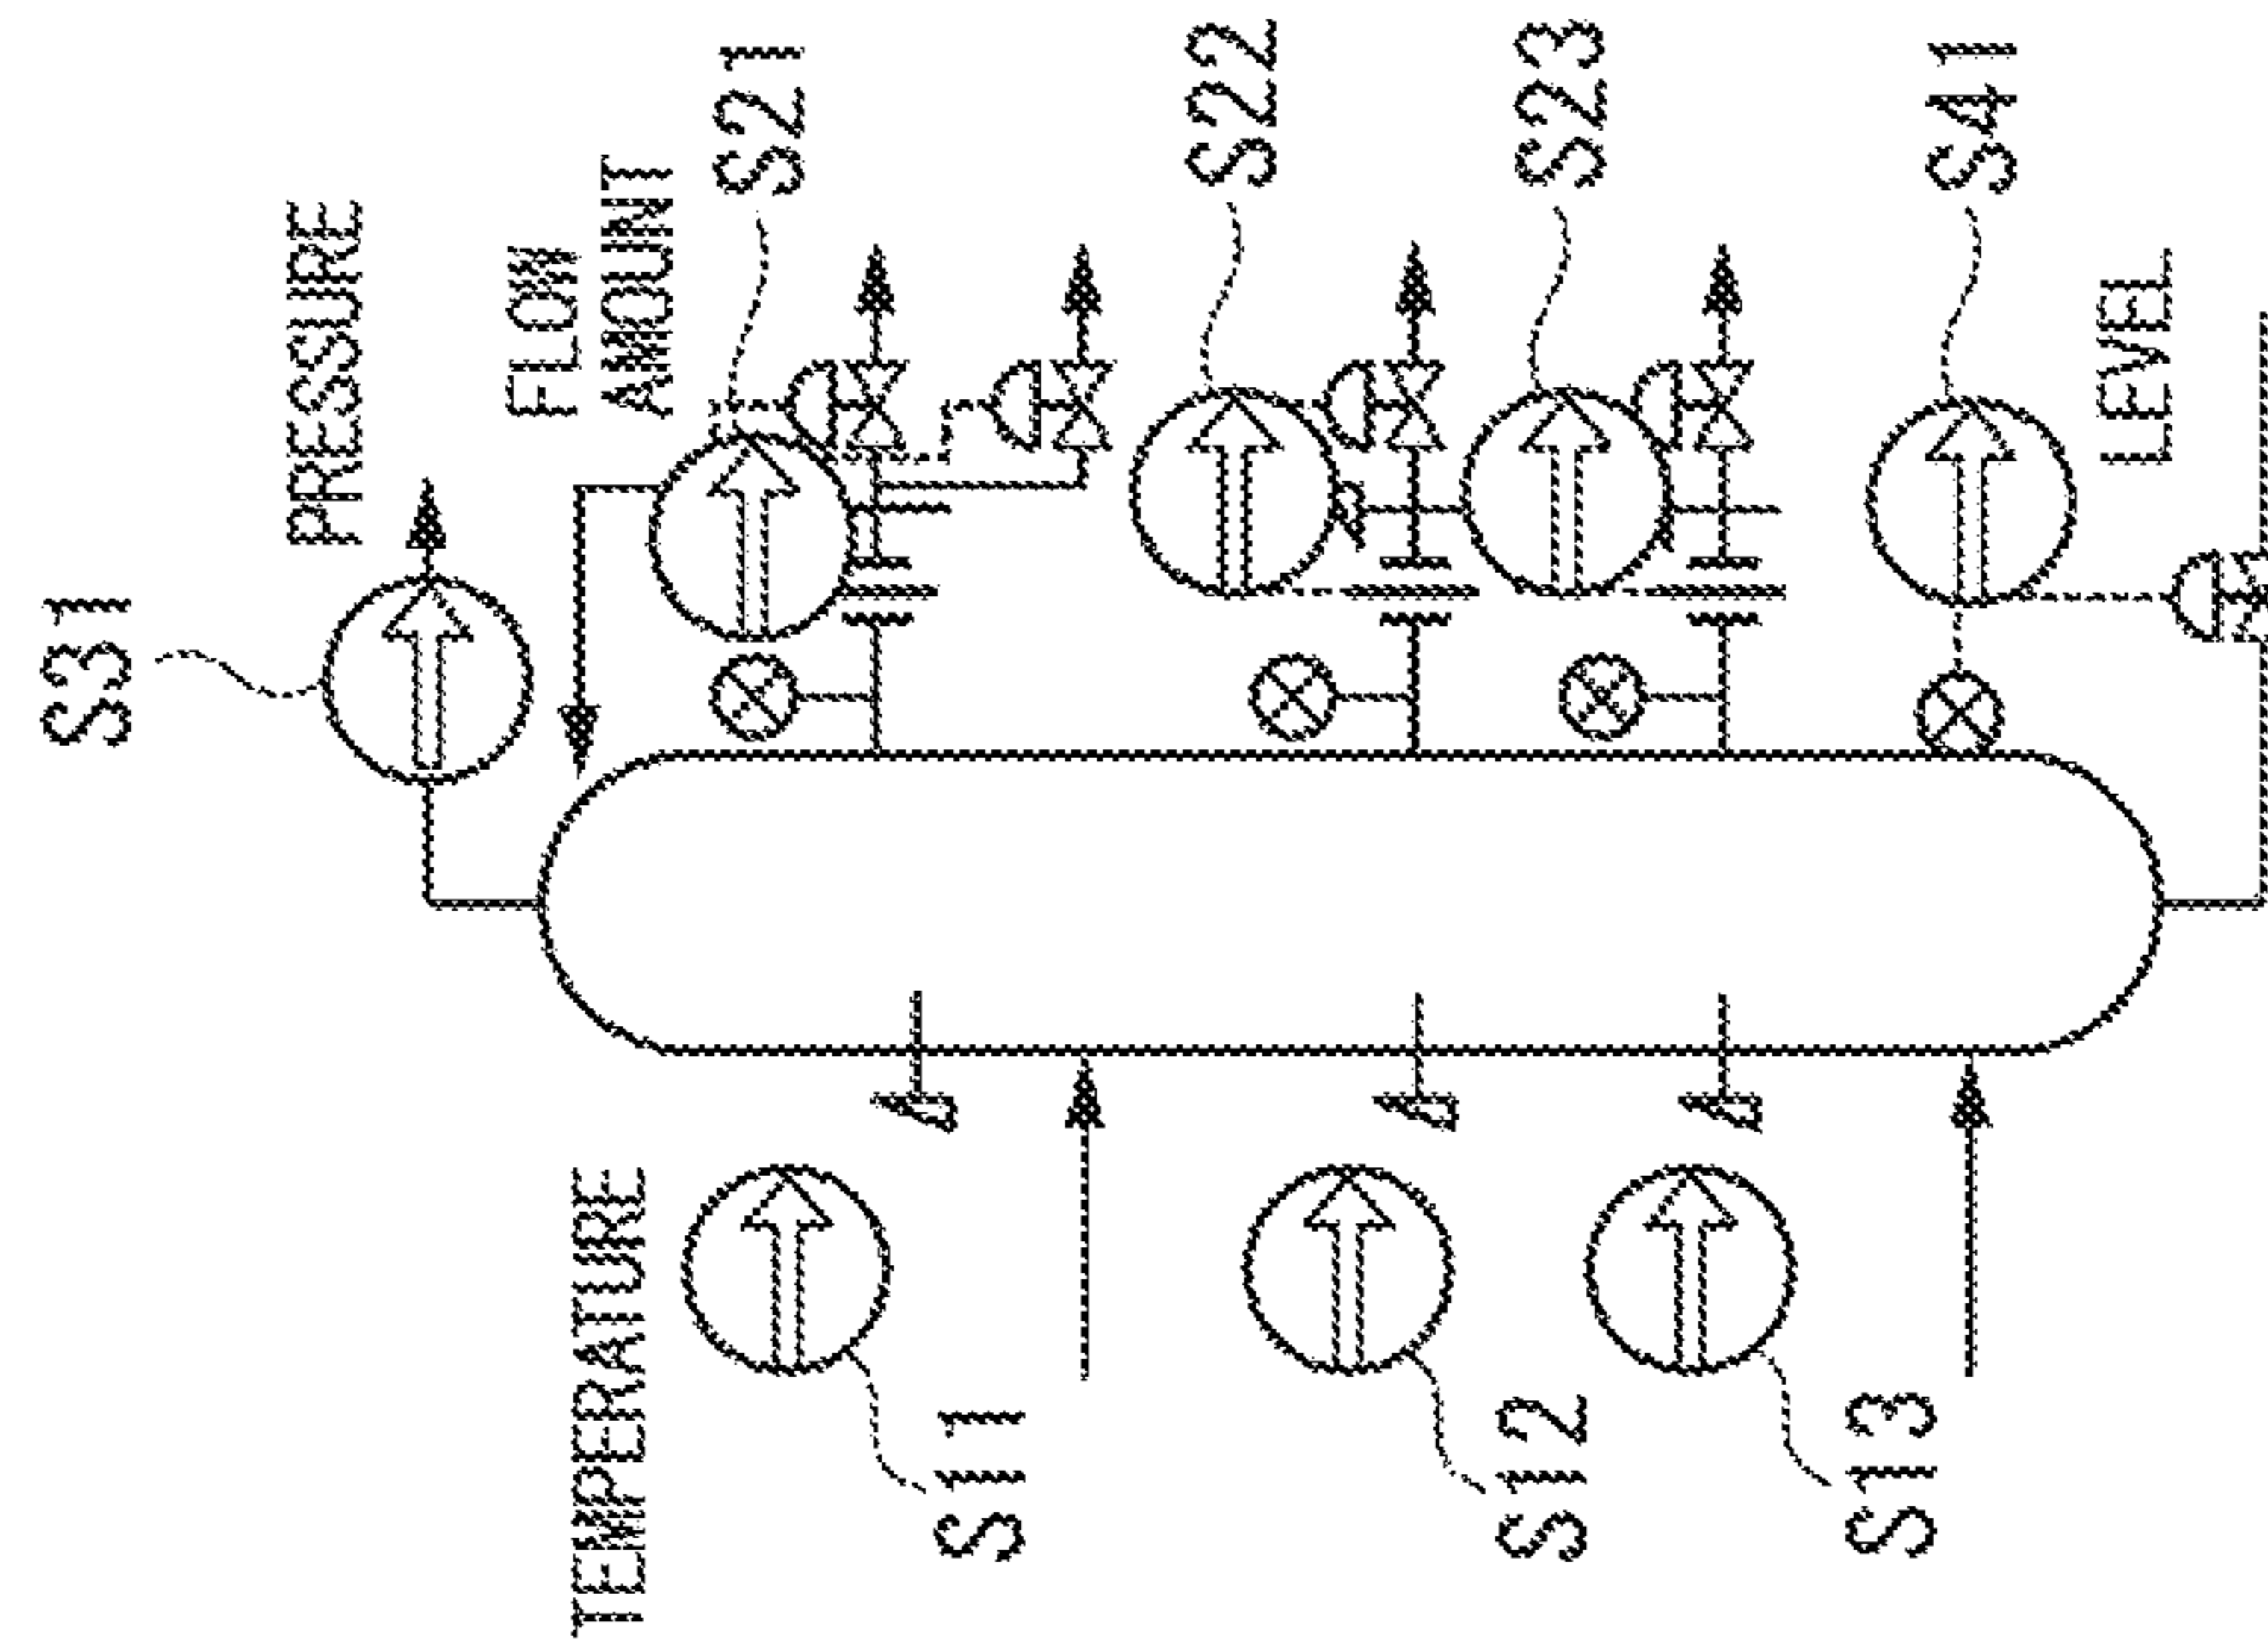 S31
PRESSURE
FLOW
AMOUNT
S21
S22
S23
S41
LEVEL
TEMPERATURE
S11
S12
S13